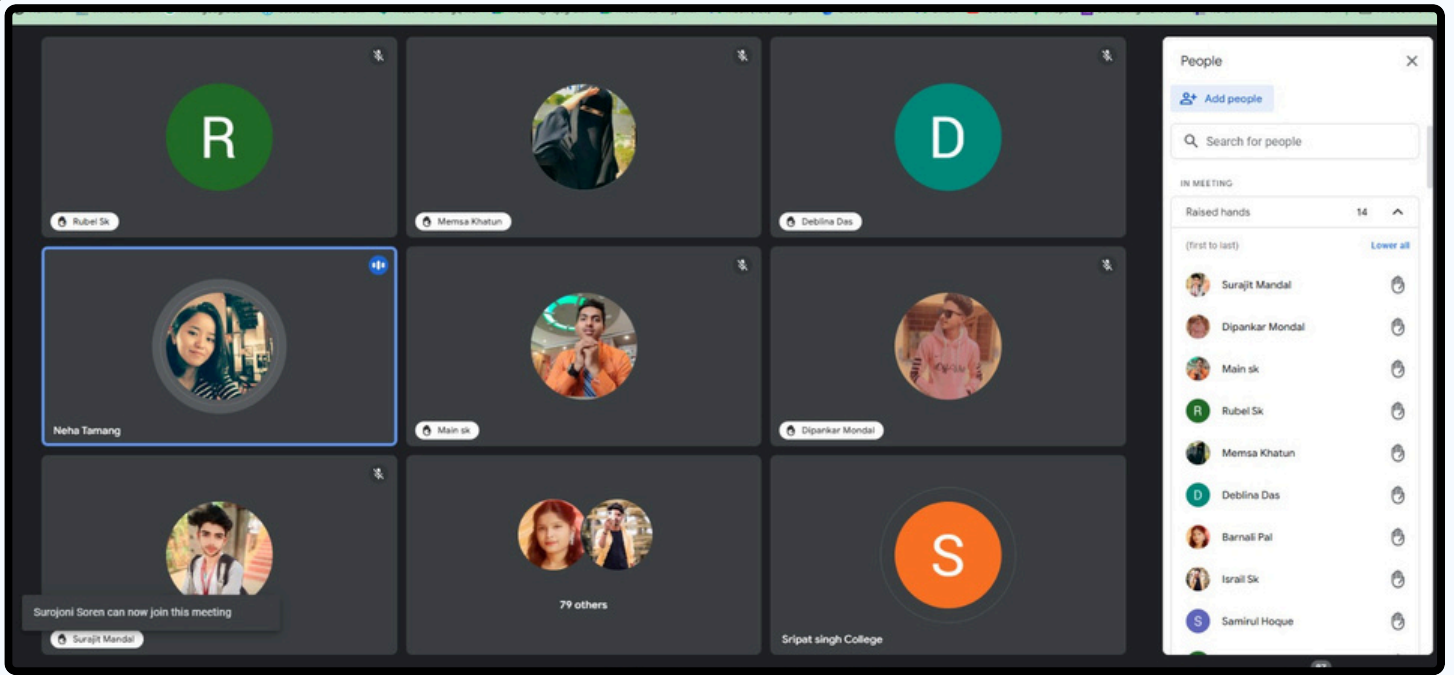 R
Rubel Sk
Memsa Khatun
D
Deblina Das
Neha Tamang
Main sk
Dipankar Mondal
Surojoni Soren can now join this meeting
Surajit Mandal
79 others
S
Sripat singh College
People
Add people
Search for people
IN MEETING
Raised hands 14
(first to last) Lower all
Surajit Mandal
Dipankar Mondal
Main sk
R Rubel Sk
Memsa Khatun
D Deblina Das
Barnali Pal
Israil Sk
S Samirul Hoque